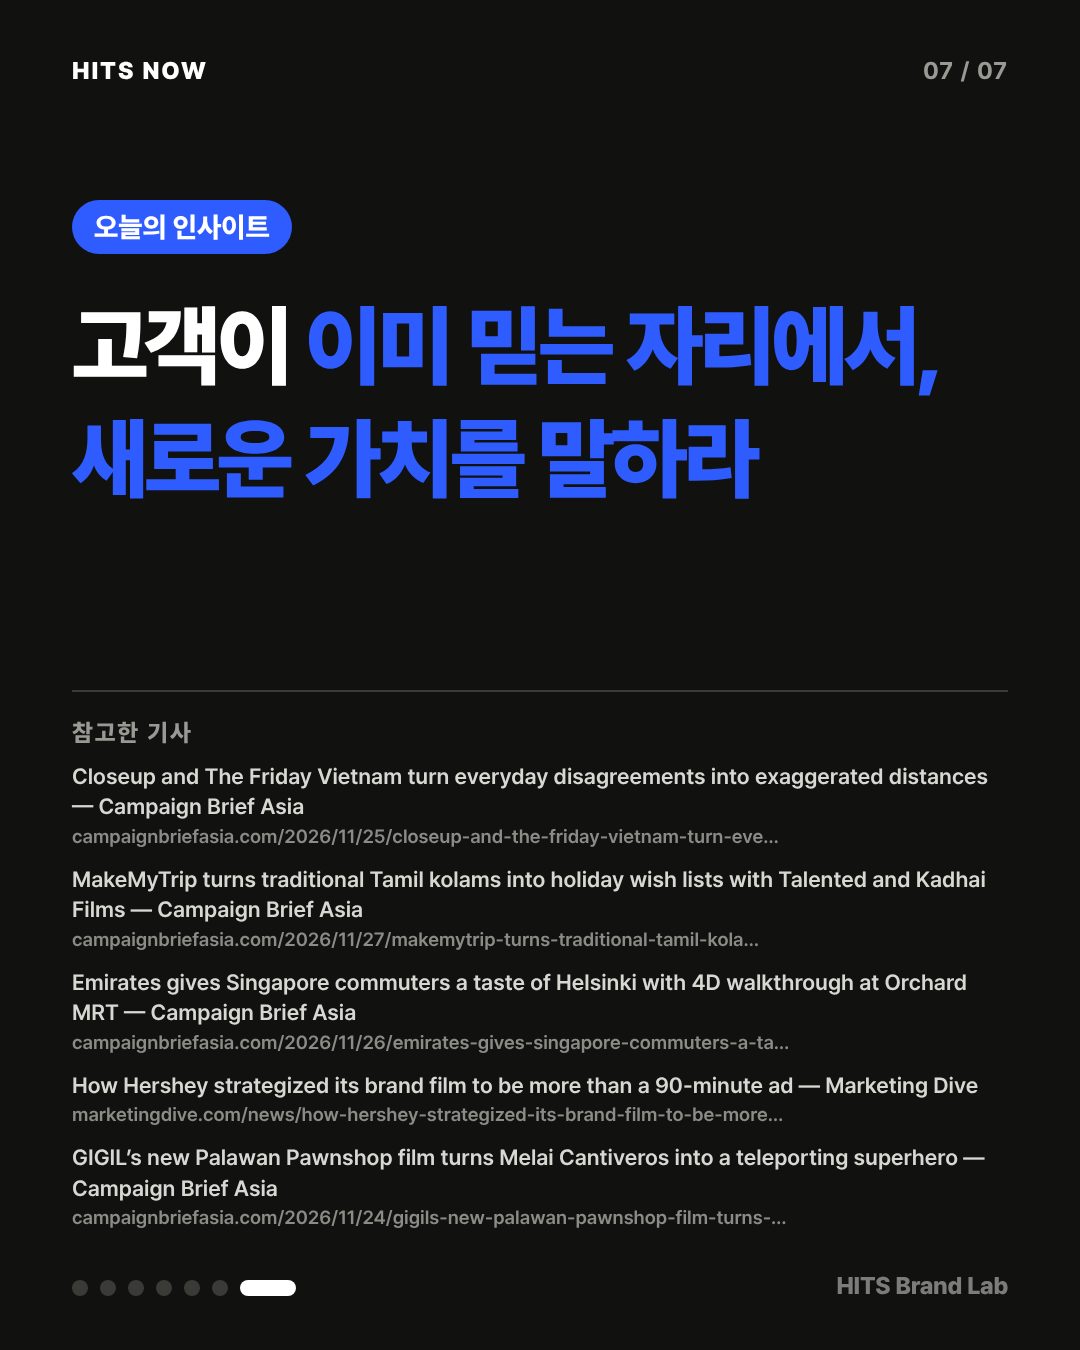 HITS NOW
07 / 07
오늘의 인사이트
고객이 이미 믿는 자리에서,
새로운 가치를 말하라
참고한 기사
Closeup and The Friday Vietnam turn everyday disagreements into exaggerated distances
— Campaign Brief Asia
campaignbriefasia.com/2026/11/25/closeup-and-the-friday-vietnam-turn-eve...
MakeMyTrip turns traditional Tamil kolams into holiday wish lists with Talented and Kadhai
Films — Campaign Brief Asia
campaignbriefasia.com/2026/11/27/makemytrip-turns-traditional-tamil-kola...
Emirates gives Singapore commuters a taste of Helsinki with 4D walkthrough at Orchard
MRT — Campaign Brief Asia
campaignbriefasia.com/2026/11/26/emirates-gives-singapore-commuters-a-ta...
How Hershey strategized its brand film to be more than a 90-minute ad — Marketing Dive
marketingdive.com/news/how-hershey-strategized-its-brand-film-to-be-more...
GIGIL’s new Palawan Pawnshop film turns Melai Cantiveros into a teleporting superhero —
Campaign Brief Asia
campaignbriefasia.com/2026/11/24/gigils-new-palawan-pawnshop-film-turns-...
HITS Brand Lab